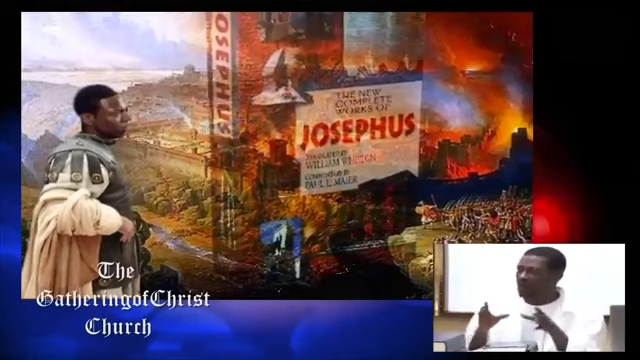 JOSEPHUS
THE NEW
COMPLETE
WORKS OF
JOSEPHUS
TRANSLATED BY
WILLIAM WHISTON
COMMENTARY BY
PAUL L. MAIER
The
GatheringofChrist
Church